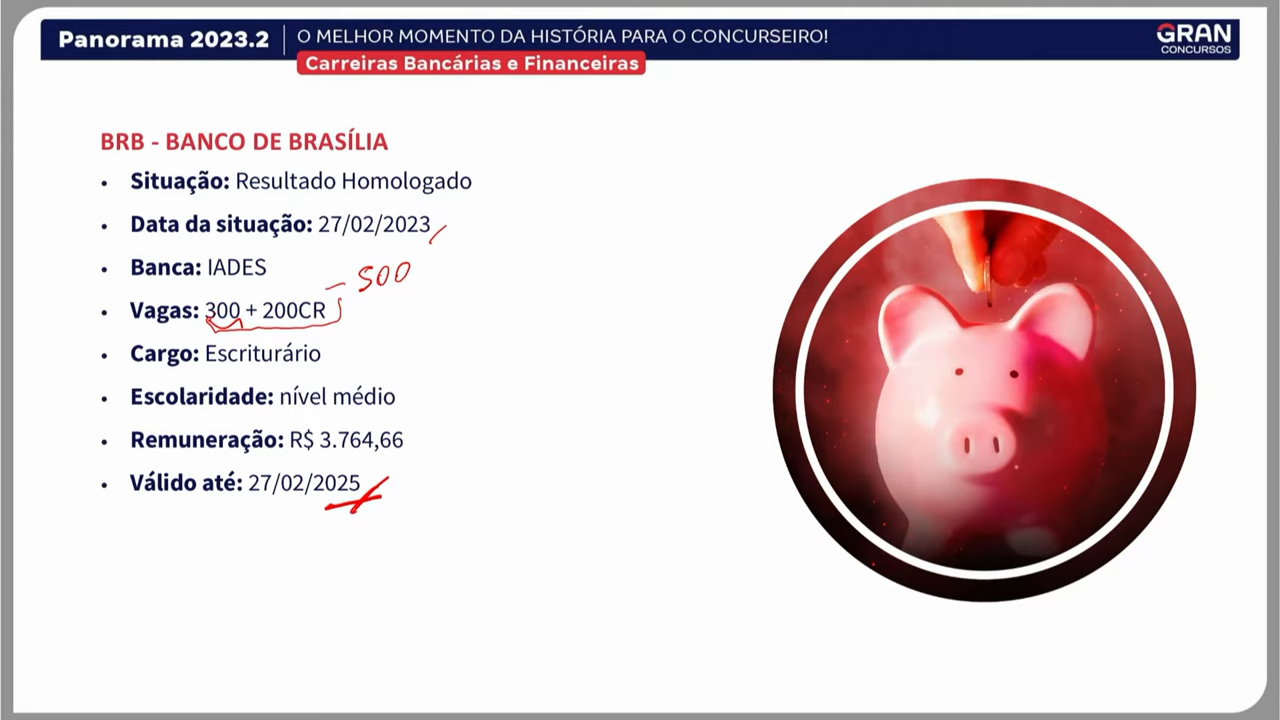 Panorama 2023.2
O MELHOR MOMENTO DA HISTÓRIA PARA O CONCURSEIRO!
GRAN
CONCURSOS
Carreiras Bancárias e Financeiras
BRB - BANCO DE BRASÍLIA
• Situação: Resultado Homologado
• Data da situação: 27/02/2023
• Banca: IADES
500
• Vagas: 300 + 200CR
• Cargo: Escriturário
• Escolaridade: nível médio
• Remuneração: R$ 3.764,66
• Válido até: 27/02/2025